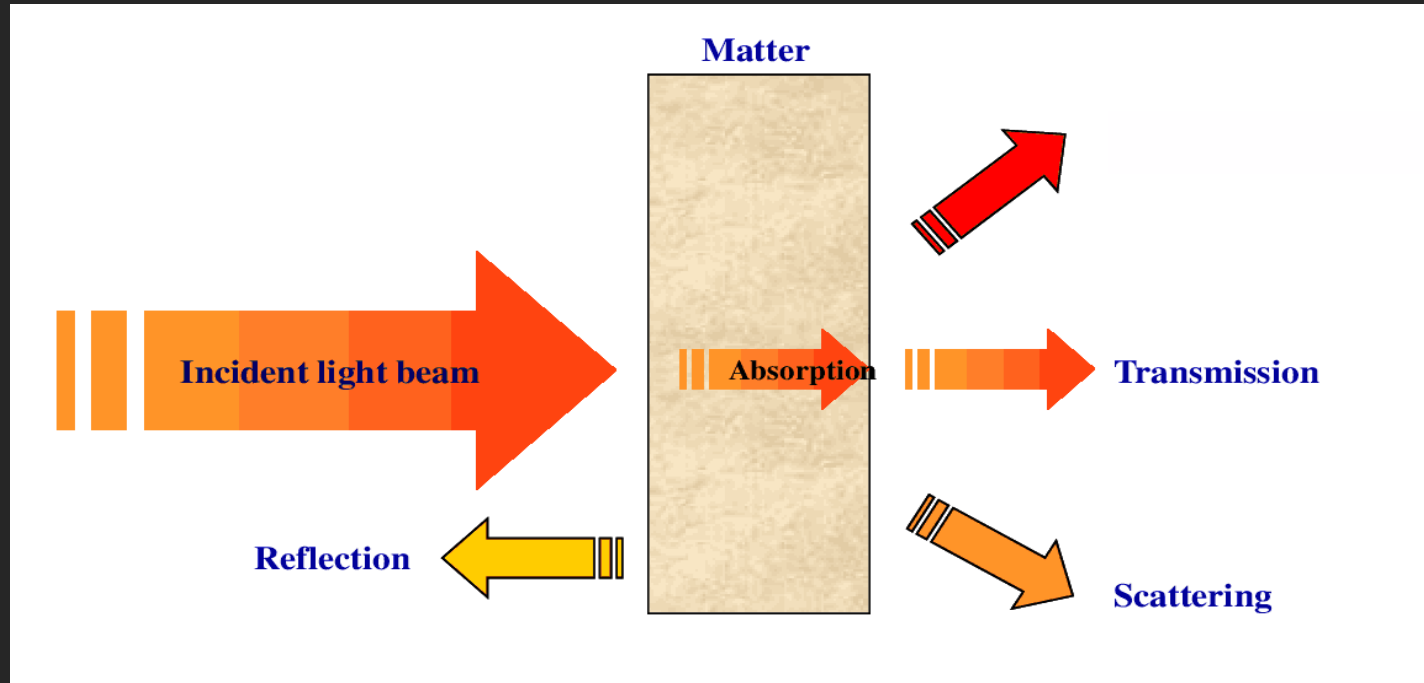 Matter
Incident light beam
Absorption
Transmission
Reflection
Scattering